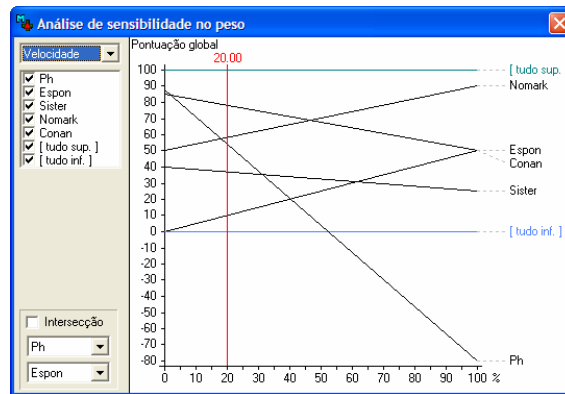 Análise de sensibilidade no peso
Velocidade
Ph
Espon
Sister
Nomark
Conan
[ tudo sup. ]
[ tudo inf. ]
Intersecção
Ph
Espon
Pontuação global
20.00
100
90
80
70
60
50
40
30
20
10
0
-10
-20
-30
-40
-50
-60
-70
-80
0 10 20 30 40 50 60 70 80 90 100 %
[ tudo sup.
Nomark
Espon
Conan
Sister
[ tudo inf. ]
Ph